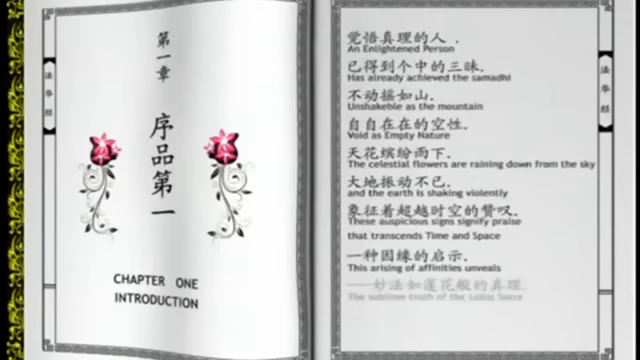 法华经
第一章
序品第一
CHAPTER ONE
INTRODUCTION
觉悟真理的人 .
An Enlightened Person
已得到个中的三昧.
Has already achieved the samadhi
不动摇如山.
Unshakeble as the mountain
自自在在的空性.
Void as Empty Nature
天花缤纷而下.
The celestial flowers are raining down from the sky
大地振动不已.
and the earth is shaking violently
象征着超越时空的赞叹.
These auspicious signs signify praise
that transcends Time and Space
一种因缘的启示.
This arising of affinities unveals
——妙法如莲花般的真理.
The sublime truth of the Lotus Sutra
法华经